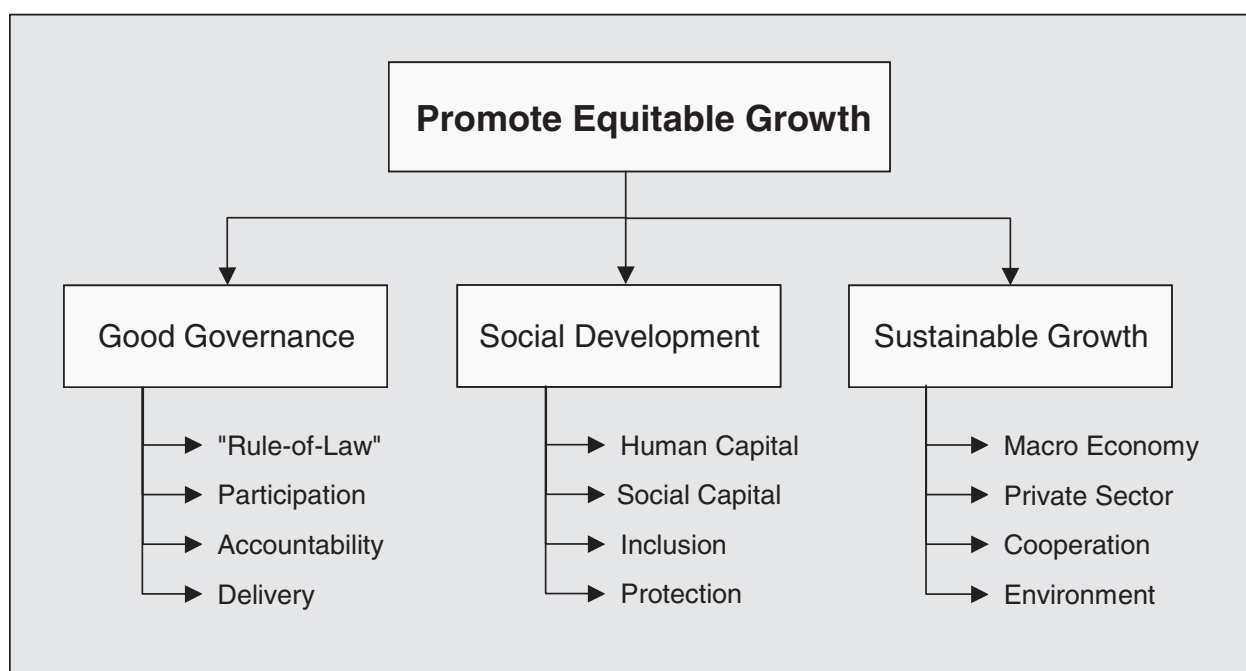 Promote Equitable Growth
Good Governance
Social Development
Sustainable Growth
"Rule-of-Law"
Participation
Accountability
Delivery
Human Capital
Social Capital
Inclusion
Protection
Macro Economy
Private Sector
Cooperation
Environment